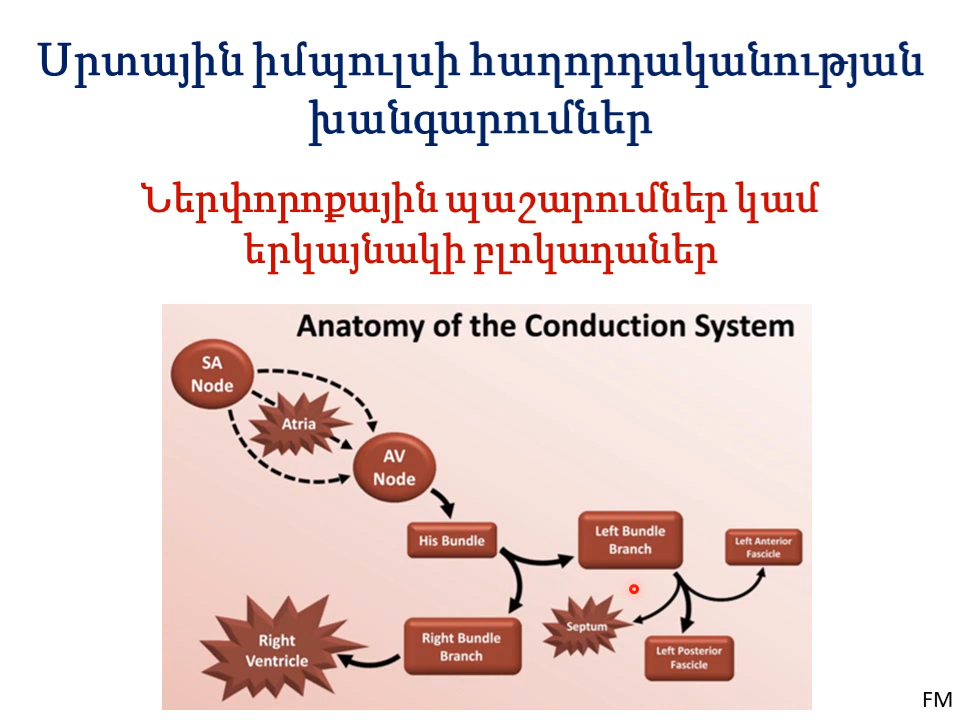 Սրտային իմպուլսի հաղորդականության
խանգարումներ
Ներփորոքային պաշարումներ կամ
երկայնակի բլոկադաներ
Anatomy of the Conduction System
SA
Node
Atria
AV
Node
His Bundle
Left Bundle
Branch
Left Anterior
Fascicle
Septum
Right
Ventricle
Right Bundle
Branch
Left Posterior
Fascicle
FM